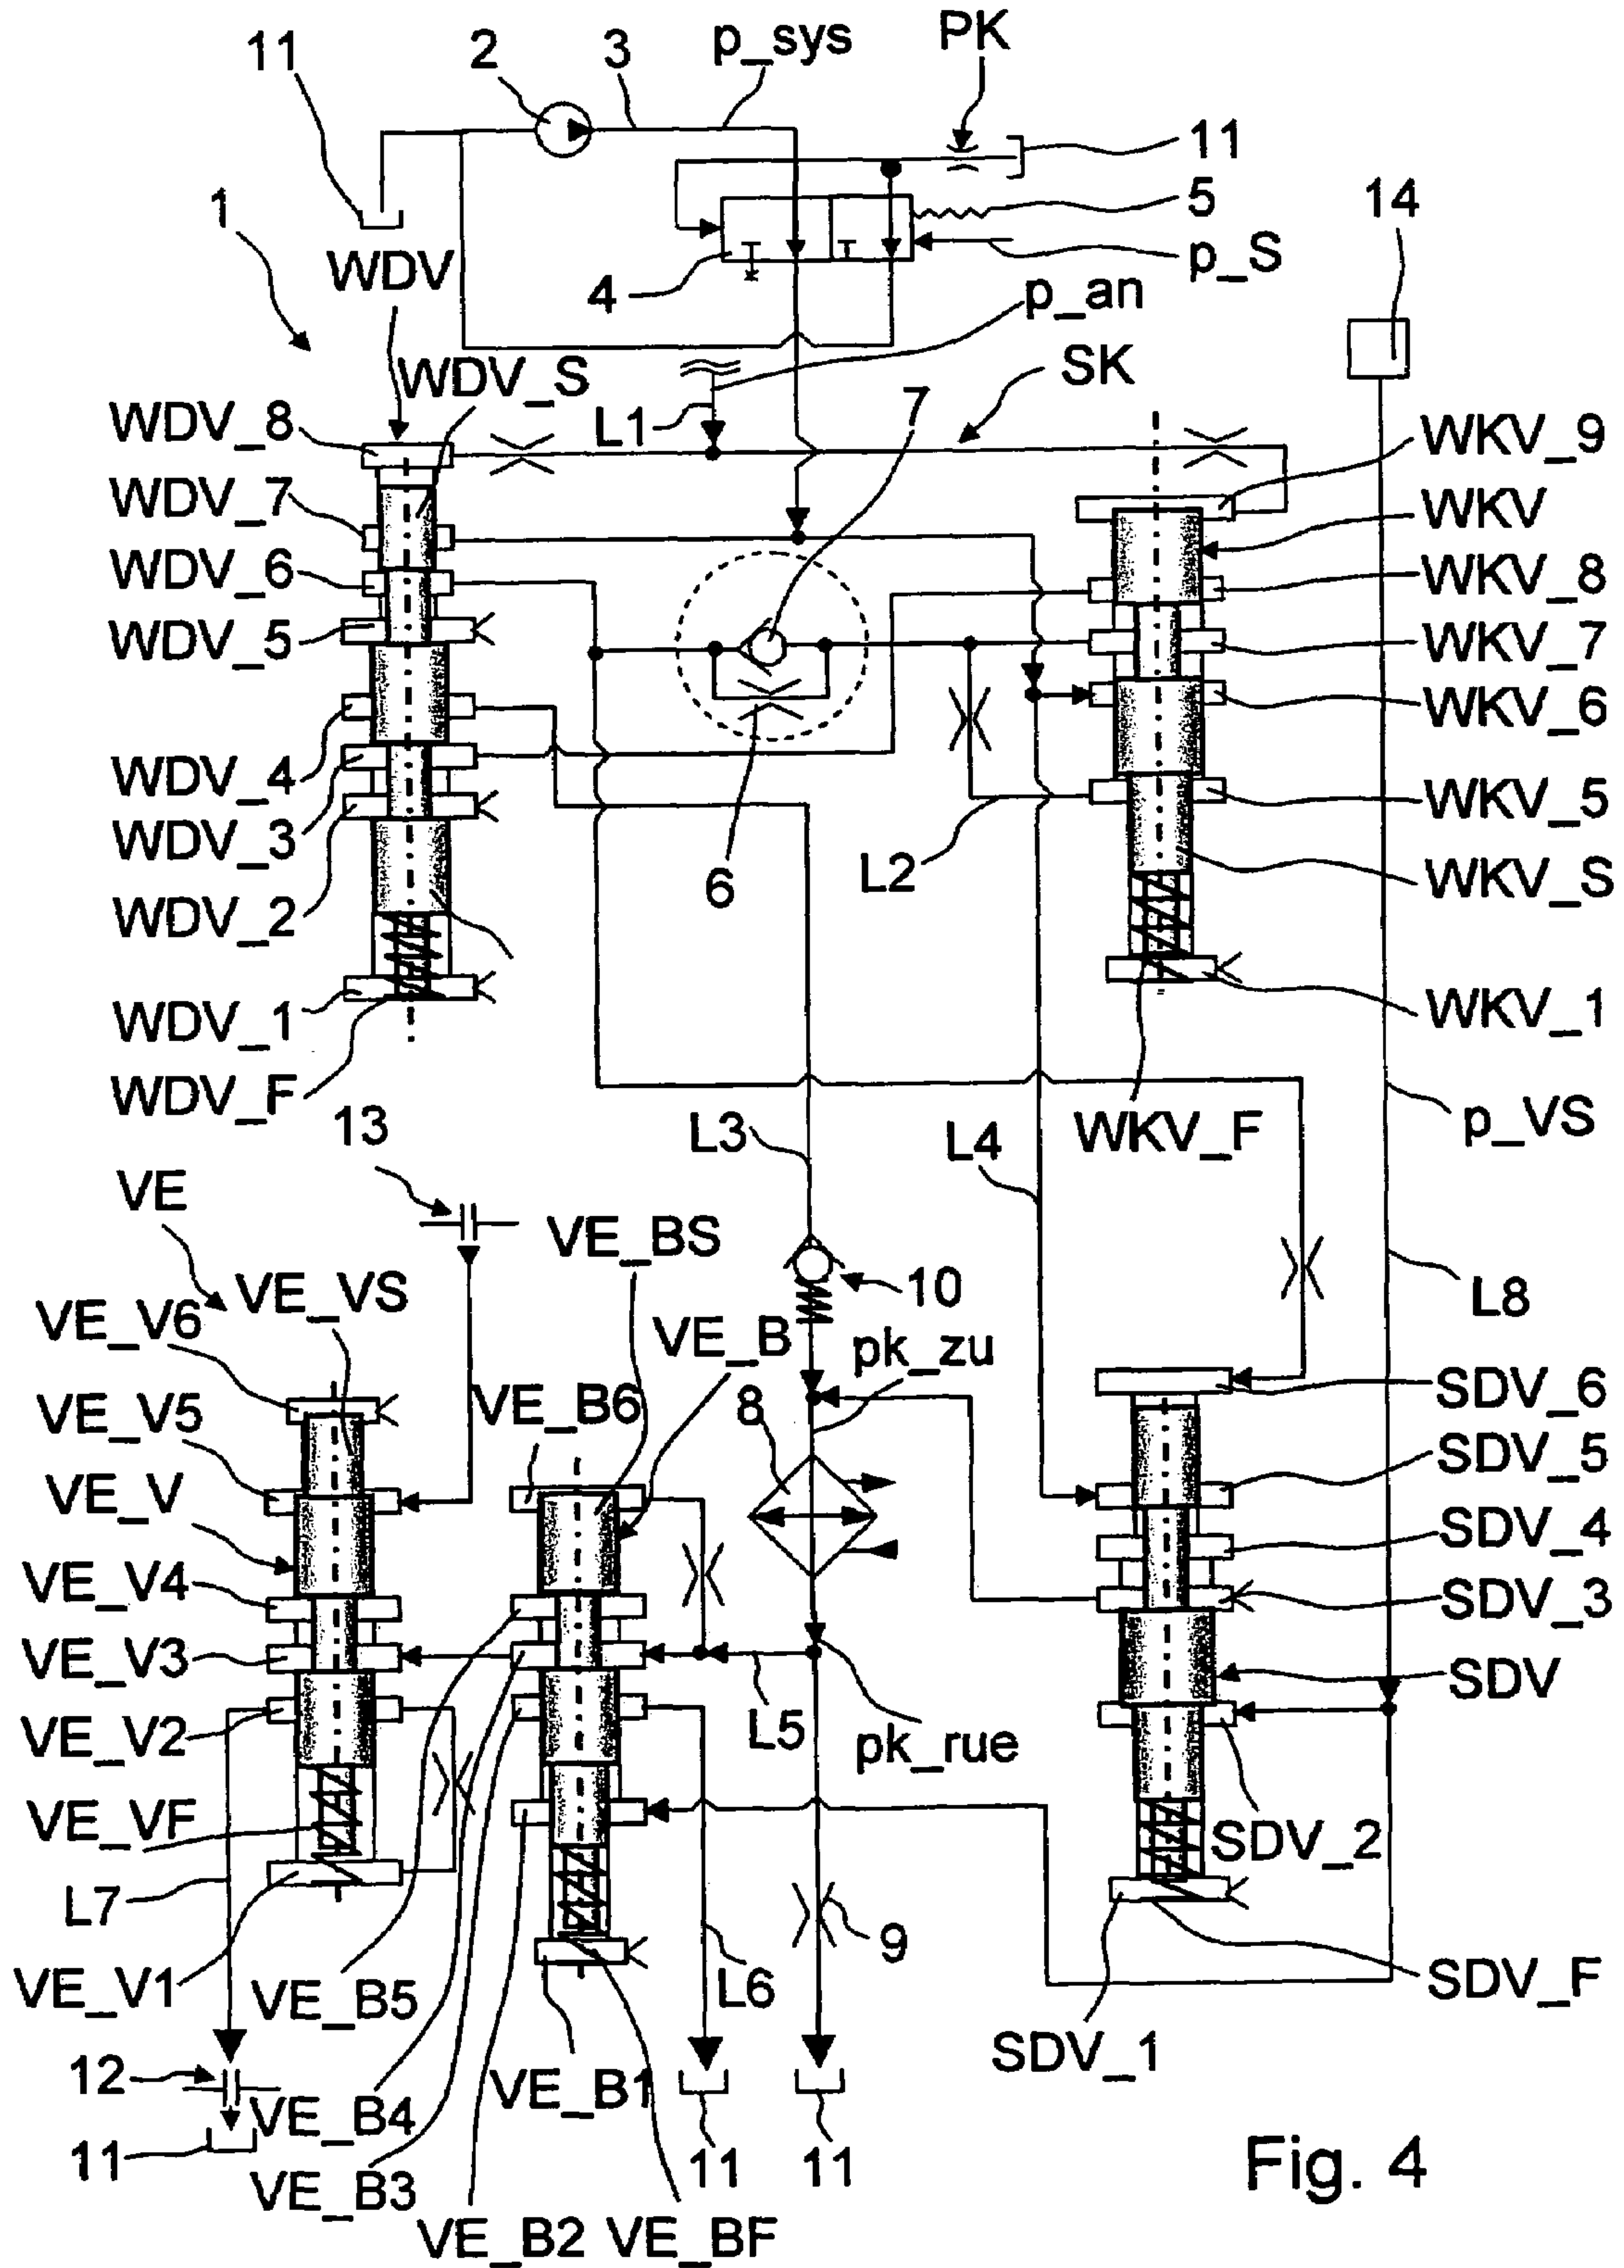 PK
p_sys
11
2
3
11
5
14
1
p_S
WDV
4
p_an
WDV_S
SK
7
WDV_8
L1
WKV_9
WDV_7
WKV
WDV_6
WKV_8
WDV_5
WKV_7
WKV_6
WDV_4
WKV_5
WDV_3
L2
6
WKV_S
WDV_2
WDV_1
WKV_1
WDV_F
13
L3
L4
WKV_F
p_VS
VE
VE_BS
10
VE_VS
L8
VE_V6
VE_B
pk_zu
VE_V5
VE_B6
8
SDV_6
SDV_5
VE_V
SDV_4
VE_V4
SDV_3
VE_V3
SDV
VE_V2
L5
pk_rue
VE_VF
SDV_2
L7
9
VE_V1
VE_B5
L6
SDV_F
SDV_1
12
VE_B1
VE_B4
11
11
11
VE_B3
Fig. 4
VE_B2
VE_BF